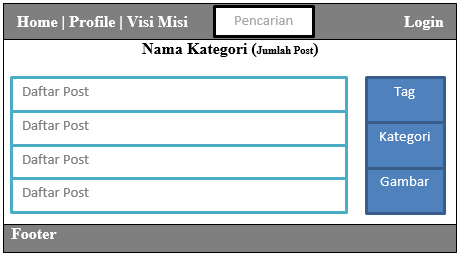 Home | Profile | Visi Misi Pencarian Login
Nama Kategori (Jumlah Post)
Daftar Post
Daftar Post
Daftar Post
Daftar Post
Tag
Kategori
Gambar
Footer